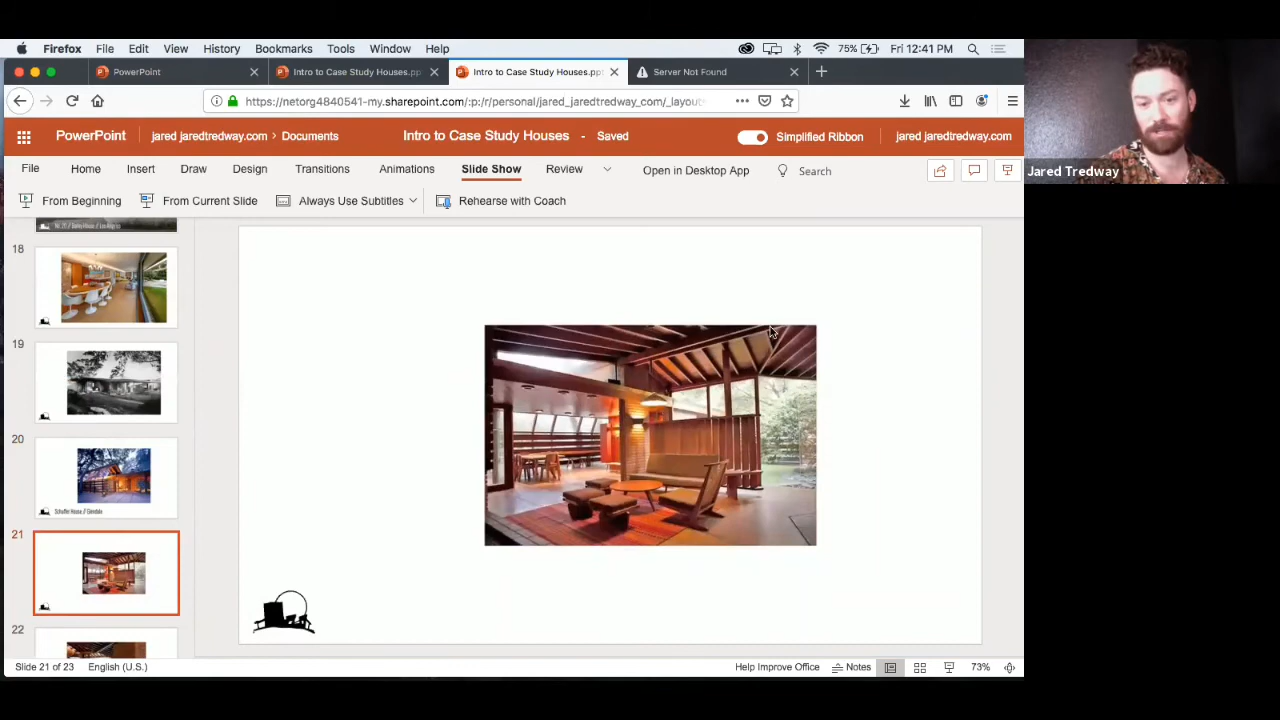 Firefox File Edit View History Bookmarks Tools Window Help 75% Fri 12:41 PM
PowerPoint Intro to Case Study Houses.pp Intro to Case Study Houses.ppt Server Not Found
https://netorg4840541-my.sharepoint.com/:p:/r/personal/jared_jaredtredway_com/_layout
PowerPoint jared jaredtredway.com > Documents Intro to Case Study Houses - Saved Simplified Ribbon jared jaredtredway.com
File Home Insert Draw Design Transitions Animations Slide Show Review Open in Desktop App Search
From Beginning From Current Slide Always Use Subtitles Rehearse with Coach
Jared Tredway
18
19
20
21
22
Slide 21 of 23 English (U.S.) Help Improve Office Notes 73%